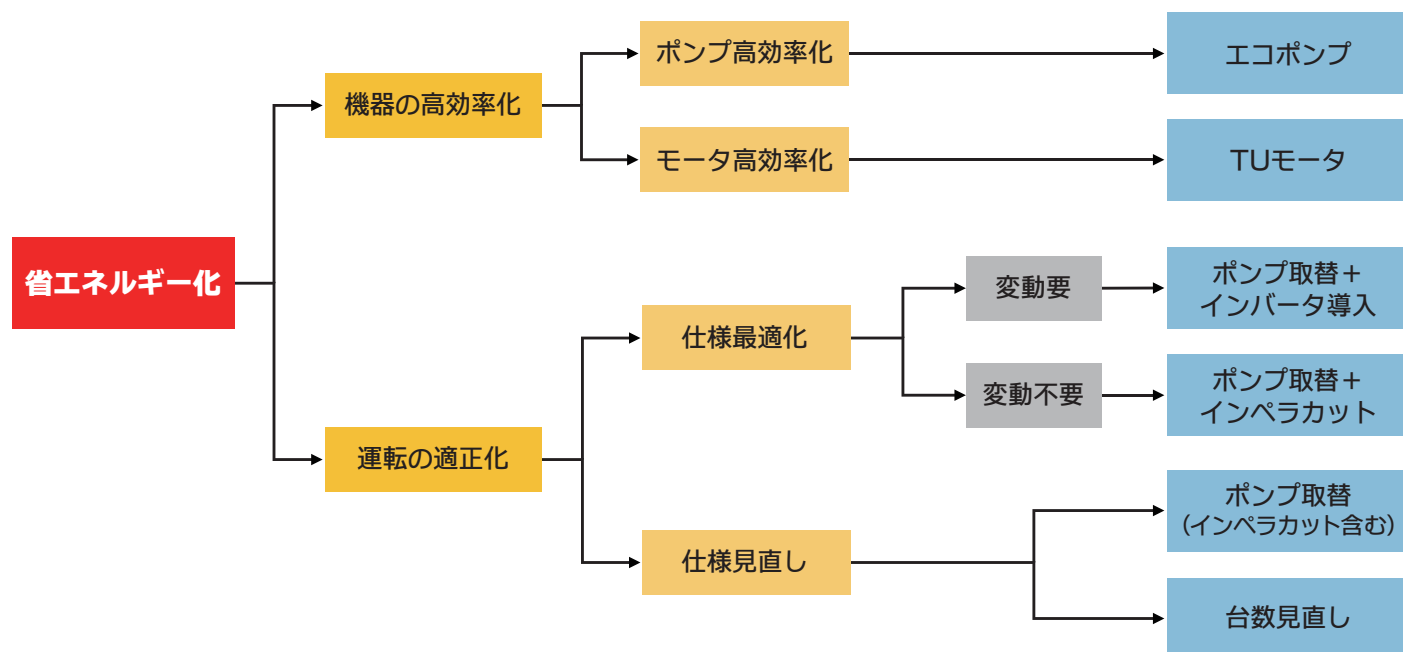 省エネルギー化
機器の高効率化
ポンプ高効率化
エコポンプ
モータ高効率化
TUモータ
運転の適正化
仕様最適化
変動要
ポンプ取替＋
インバータ導入
変動不要
ポンプ取替＋
インペラカット
仕様見直し
ポンプ取替
（インペラカット含む）
台数見直し